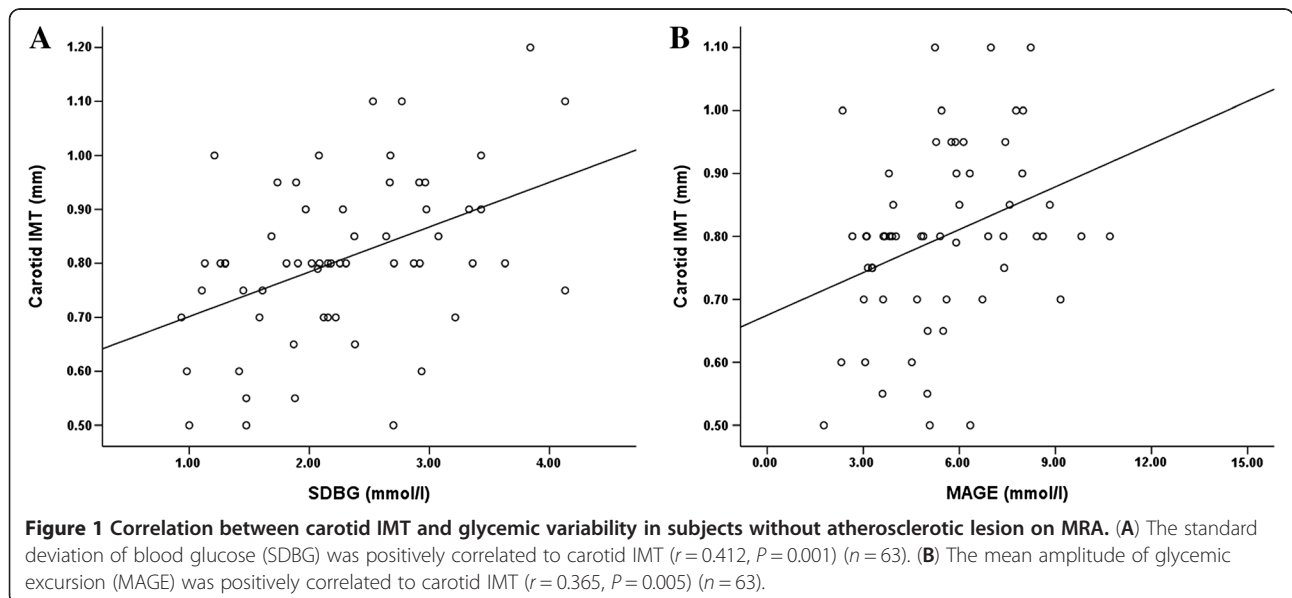 A
1.20
1.10
1.00
0.90
0.80
0.70
0.60
0.50
Carotid IMT (mm)
1.00 2.00 3.00 4.00
SDBG (mmol/l)
B
1.10
1.00
0.90
0.80
0.70
0.60
0.50
Carotid IMT (mm)
0.00 3.00 6.00 9.00 12.00 15.00
MAGE (mmol/l)
Figure 1 Correlation between carotid IMT and glycemic variability in subjects without atherosclerotic lesion on MRA. (A) The standard
deviation of blood glucose (SDBG) was positively correlated to carotid IMT (r = 0.412, P = 0.001) (n = 63). (B) The mean amplitude of glycemic
excursion (MAGE) was positively correlated to carotid IMT (r = 0.365, P = 0.005) (n = 63).